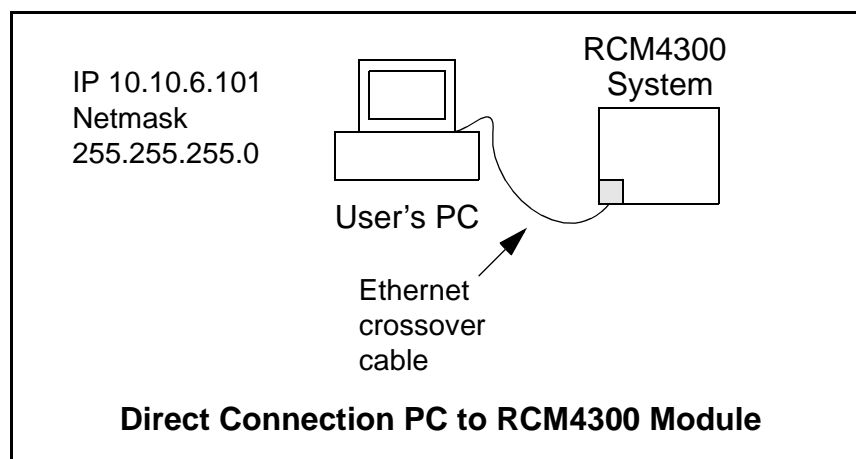 IP 10.10.6.101
Netmask
255.255.255.0
RCM4300
System
User's PC
Ethernet
crossover
cable
Direct Connection PC to RCM4300 Module